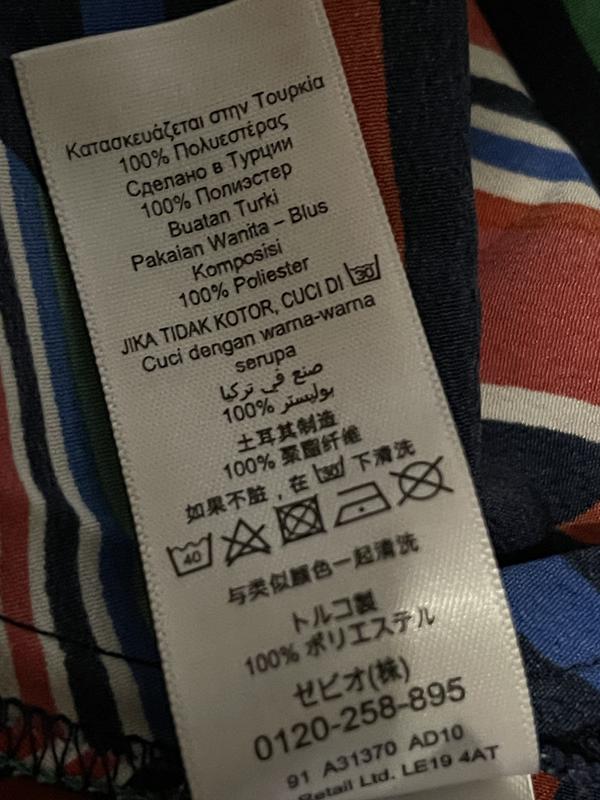 Κατασκευάζεται στην Τουρκία
100% Πολυεστέρας
Сделано в Турции
100% Полиэстер
Buatan Turki
Pakaian Wanita – Blus
Komposisi
100% Poliester
JIKA TIDAK KOTOR, CUCI DI 30
Cuci dengan warna-warna
serupa
صنع في تركيا
100% بوليستر
土耳其制造
100% 聚酯纤维
如果不脏，在 30 下清洗
40
与类似颜色一起清洗
トルコ製
100% ポリエステル
ゼビオ(株)
0120-258-895
91 A31370 AD10
Retail Ltd. LE19 4AT